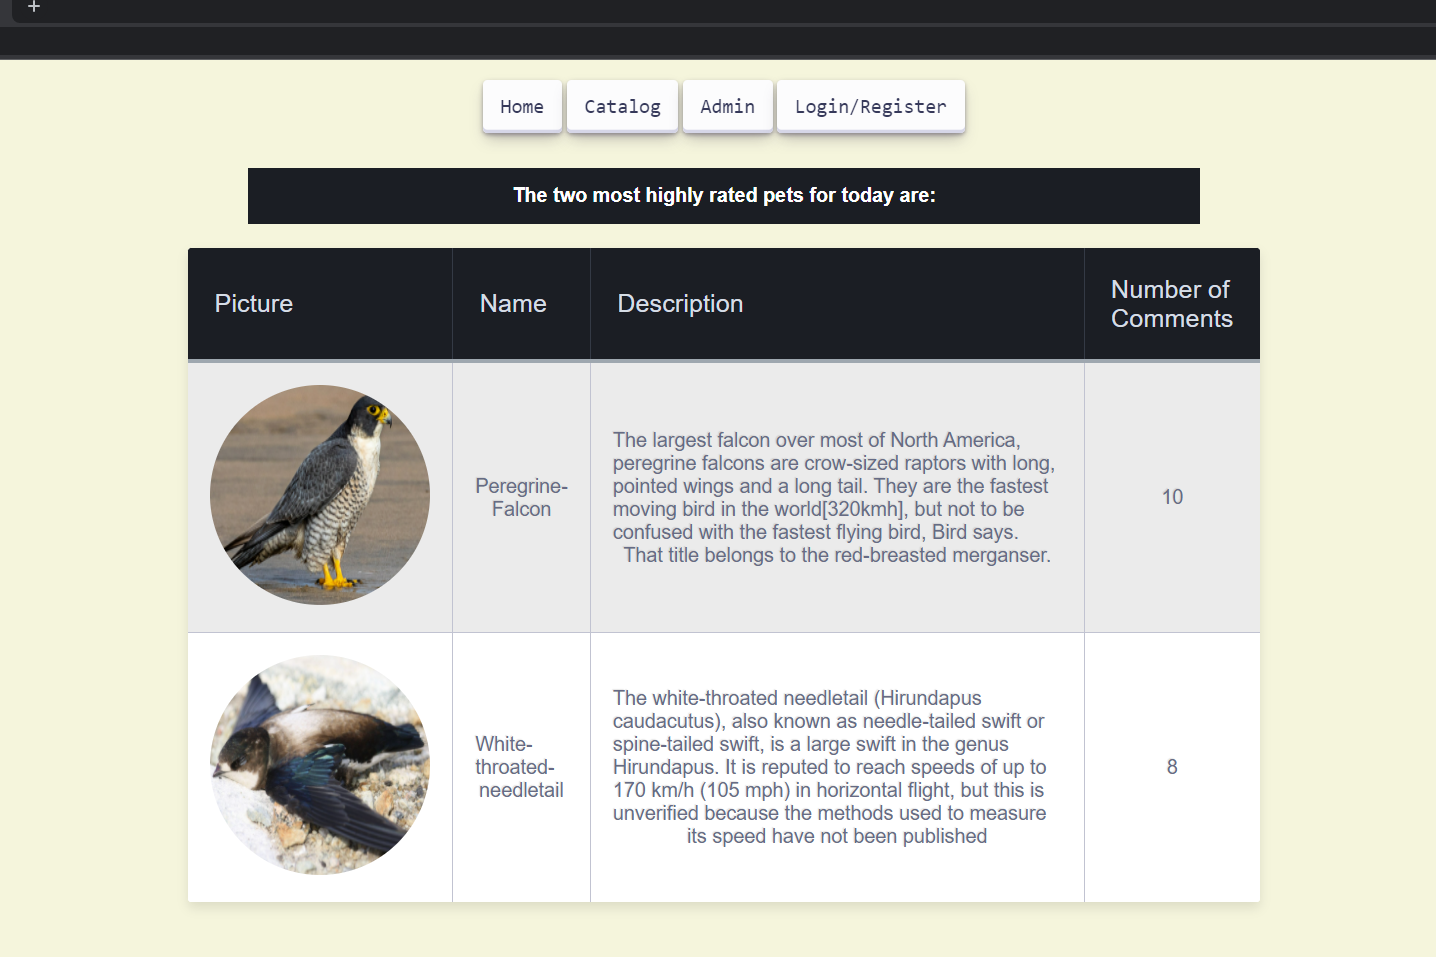 +
Home Catalog Admin Login/Register
The two most highly rated pets for today are:
Picture
Name
Description
Number of
Comments
Peregrine-
Falcon
The largest falcon over most of North America,
peregrine falcons are crow-sized raptors with long,
pointed wings and a long tail. They are the fastest
moving bird in the world[320kmh], but not to be
confused with the fastest flying bird, Bird says.
That title belongs to the red-breasted merganser.
10
White-
throated-
needletail
The white-throated needletail (Hirundapus
caudacutus), also known as needle-tailed swift or
spine-tailed swift, is a large swift in the genus
Hirundapus. It is reputed to reach speeds of up to
170 km/h (105 mph) in horizontal flight, but this is
unverified because the methods used to measure
its speed have not been published
8